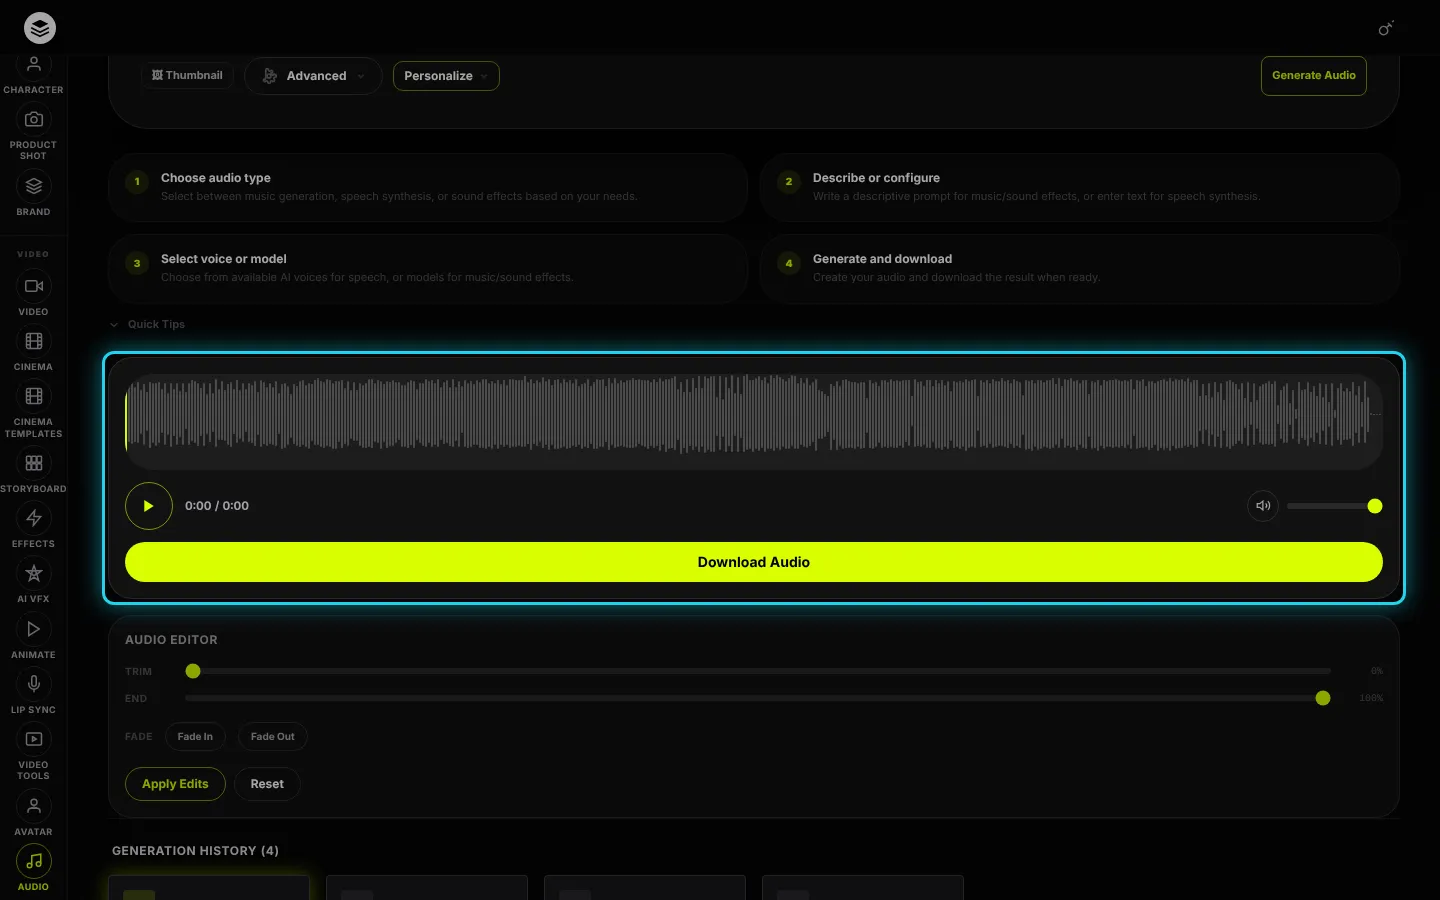 Thumbnail
Advanced
Personalize
Generate Audio
CHARACTER
PRODUCT
SHOT
BRAND
VIDEO
VIDEO
CINEMA
CINEMA
TEMPLATES
STORYBOARD
EFFECTS
AI VFX
ANIMATE
LIP SYNC
VIDEO
TOOLS
AVATAR
AUDIO
1
Choose audio type
Select between music generation, speech synthesis, or sound effects based on your needs.
2
Describe or configure
Write a descriptive prompt for music/sound effects, or enter text for speech synthesis.
3
Select voice or model
Choose from available AI voices for speech, or models for music/sound effects.
4
Generate and download
Create your audio and download the result when ready.
Quick Tips
0:00 / 0:00
Download Audio
AUDIO EDITOR
TRIM
0%
END
100%
FADE
Fade In
Fade Out
Apply Edits
Reset
GENERATION HISTORY (4)